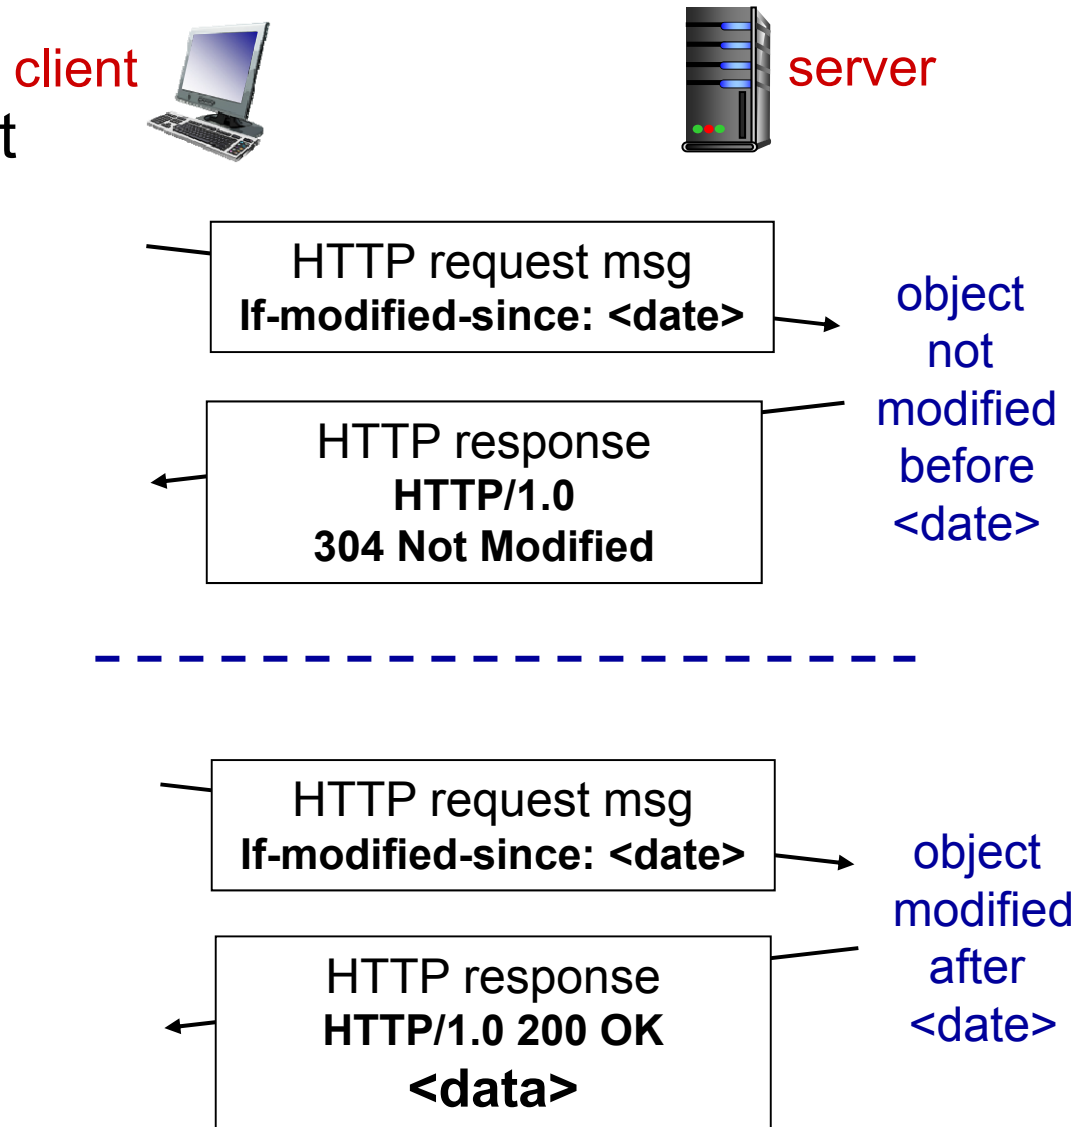 client
server
t
HTTP request msg
If-modified-since: <date>
object
not
modified
before
<date>
HTTP response
HTTP/1.0
304 Not Modified
HTTP request msg
If-modified-since: <date>
object
modified
after
<date>
HTTP response
HTTP/1.0 200 OK
<data>